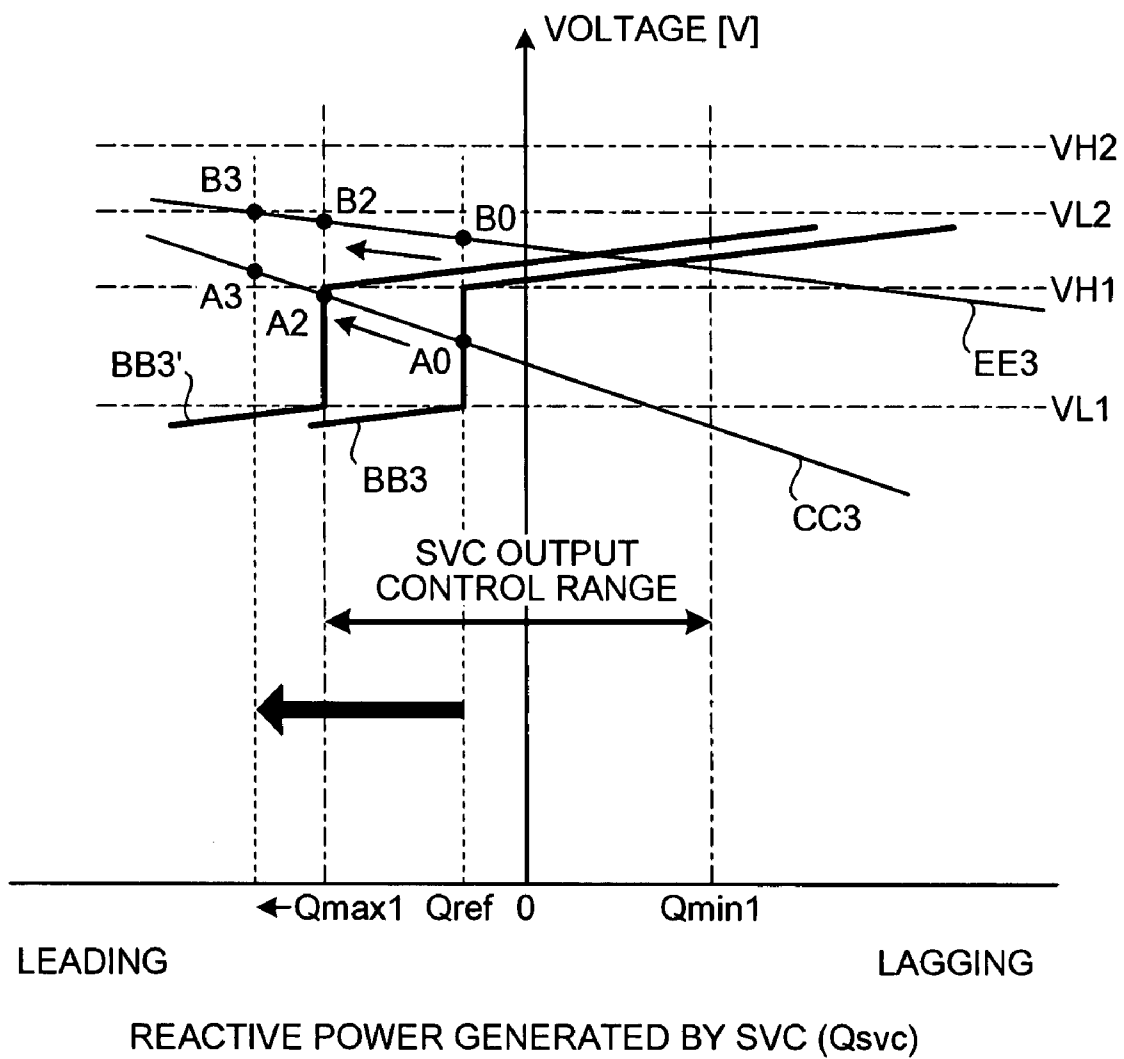 VOLTAGE [V]
VH2
B3
B2
B0
VL2
A3
A2
A0
VH1
BB3'
EE3
VL1
BB3
CC3
SVC OUTPUT
CONTROL RANGE
←Qmax1 Qref 0 Qmin1
LEADING LAGGING
REACTIVE POWER GENERATED BY SVC (Qsvc)